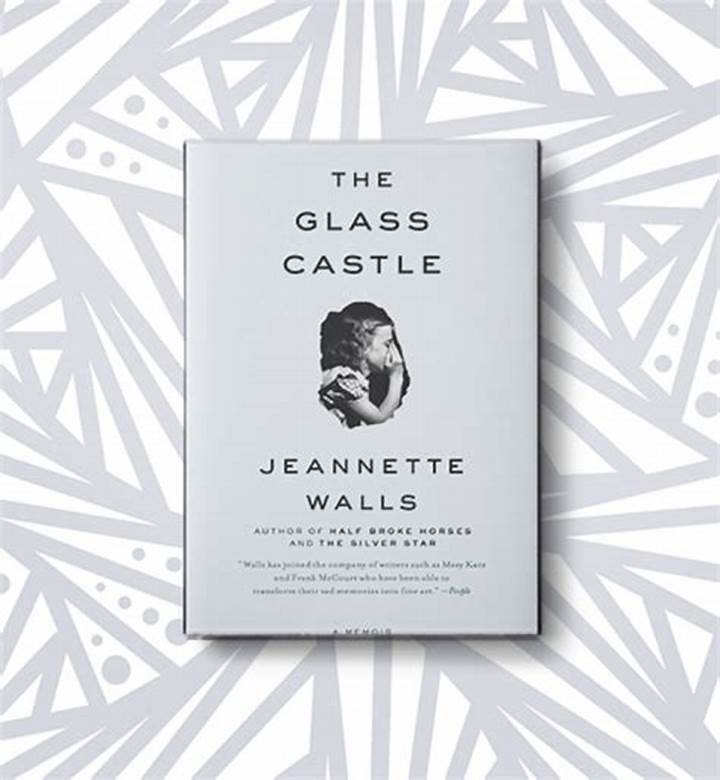 THE
GLASS
CASTLE
JEANNETTE
WALLS
AUTHOR OF HALF BROKE HORSES
AND THE SILVER STAR
"Walls has joined the company of writers such as Mary Karr
and Frank McCourt who have been able to
transform their sad memories into fine art." —People
A MEMOIR